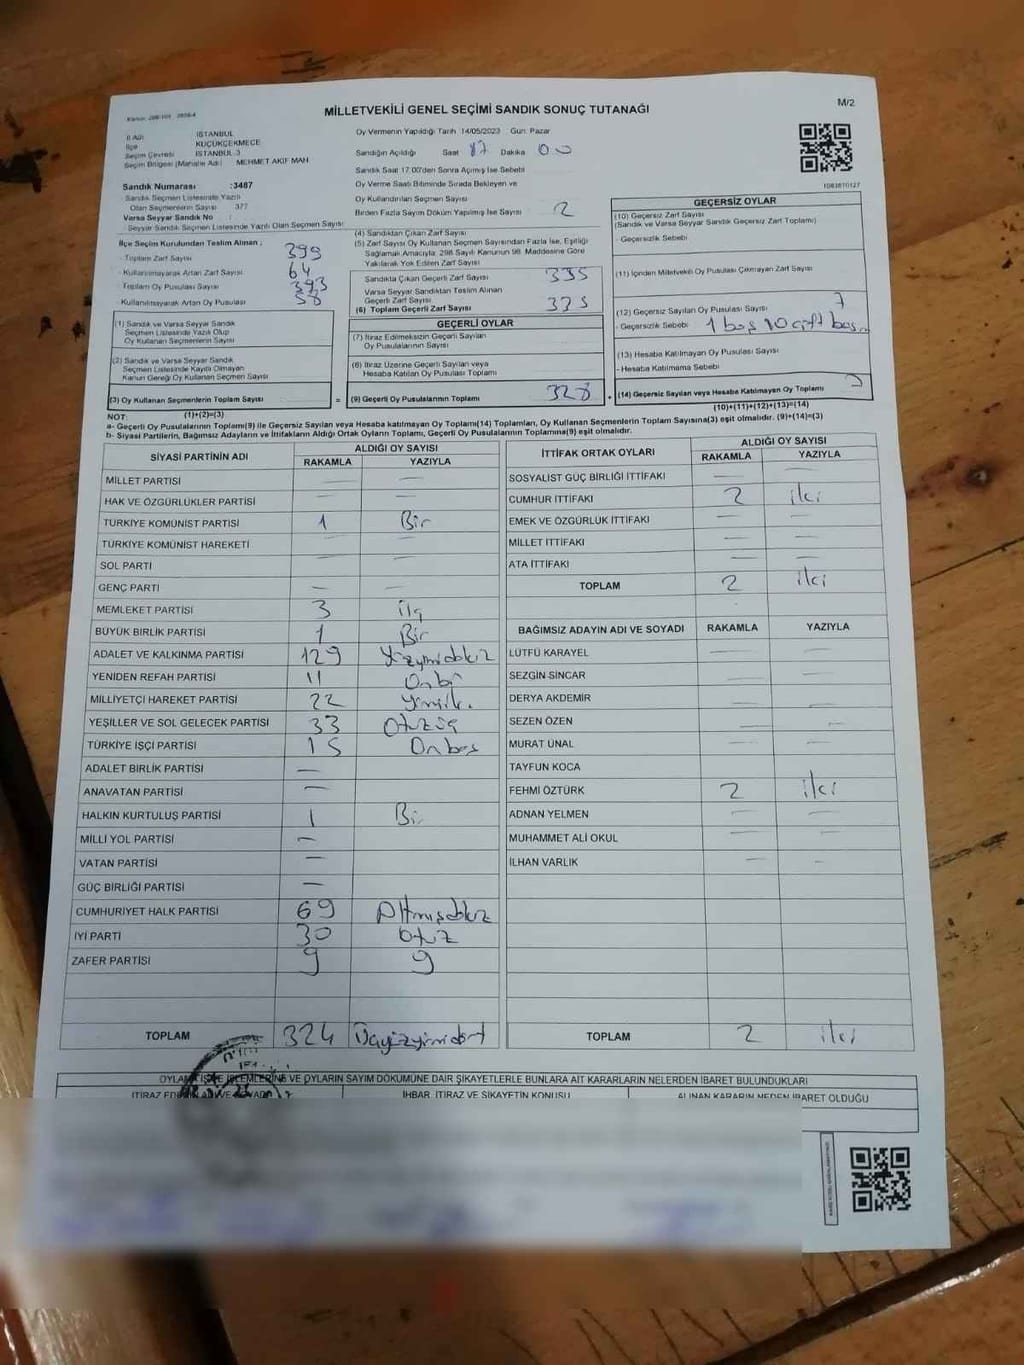 MİLLETVEKİLİ GENEL SEÇİMİ SANDIK SONUÇ TUTANAĞI
M/2
İl Adı İSTANBUL
İlçe KÜÇÜKÇEKMECE
Seçim Çevresi İSTANBUL 3
Seçim Bölgesi (Mahalle Adı) MEHMET AKİF MAH
Oy Vermenin Yapıldığı Tarih 14/05/2023 Gün: Pazar
Sandığın Açıldığı Saat 17 Dakika 00
Sandık Saat 17.00'den Sonra Açılmış İse Sebebi
Sandık Numarası :3487
Sandık Seçmen Listesinde Yazılı
Olan Seçmenlerin Sayısı 377
Varsa Seyyar Sandık No :
Seyyar Sandık Seçmen Listesinde Yazılı Olan Seçmen Sayısı
Oy Verme Saati Bitiminde Sırada Bekleyen ve
Oy Kullandırılan Seçmen Sayısı
Birden Fazla Sayım Döküm Yapılmış İse Sayısı 2
İlçe Seçim Kurulundan Teslim Alınan ;
- Toplam Zarf Sayısı 399
- Kullanılmayarak Artan Zarf Sayısı 64
- Toplam Oy Pusulası Sayısı 393
- Kullanılmayarak Artan Oy Pusulası 58
(1) Sandık ve Varsa Seyyar Sandık
Seçmen Listesinde Yazılı Olup
Oy Kullanan Seçmenlerin Sayısı
(2) Sandık ve Varsa Seyyar Sandık
Seçmen Listesinde Kayıtlı Olmayan
Kanun Gereği Oy Kullanan Seçmen Sayısı
(3) Oy Kullanan Seçmenlerin Toplam Sayısı
(4) Sandıktan Çıkan Zarf Sayısı
(5) Zarf Sayısı Oy Kullanan Seçmen Sayısından Fazla İse, Eşitliği
Sağlamak Amacıyla; 298 Sayılı Kanunun 98. Maddesine Göre
Yakılarak Yok Edilen Zarf Sayısı
Sandıkta Çıkan Geçerli Zarf Sayısı 335
Varsa Seyyar Sandıktan Teslim Alınan
Geçerli Zarf Sayısı
(6) Toplam Geçerli Zarf Sayısı 335
GEÇERLİ OYLAR
(7) İtiraz Edilmeksizin Geçerli Sayılan
Oy Pusulalarının Sayısı
(8) İtiraz Üzerine Geçerli Sayılan veya
Hesaba Katılan Oy Pusulası Toplamı
= (9) Geçerli Oy Pusulalarının Toplamı 328 +
1083810127
GEÇERSİZ OYLAR
(10) Geçersiz Zarf Sayısı
(Sandık ve Varsa Seyyar Sandık Geçersiz Zarf Toplamı)
- Geçersizlik Sebebi
(11) İçinden Milletvekili Oy Pusulası Çıkmayan Zarf Sayısı
(12) Geçersiz Sayılan Oy Pusulası Sayısı 7
- Geçersizlik Sebebi 1 boş
(13) Hesaba Katılmayan Oy Pusulası Sayısı
- Hesaba Katılmama Sebebi
(14) Geçersiz Sayılan veya Hesaba Katılmayan Oy Toplamı
NOT: (1)+(2)=(3) (10)+(11)+(12)+(13)=(14)
a- Geçerli Oy Pusulalarının Toplamı(9) ile Geçersiz Sayılan veya Hesaba katılmayan Oy Toplamı(14) Toplamları, Oy Kullanan Seçmenlerin Toplam Sayısına(3) eşit olmalıdır. (9)+(14)=(3)
b- Siyasi Partilerin, Bağımsız Adayların ve İttifakların Aldığı Ortak Oyların Toplamı, Geçerli Oy Pusulalarının Toplamına(9) eşit olmalıdır.
SİYASİ PARTİNİN ADI ALDIĞI OY SAYISI
RAKAMLA YAZIYLA
MİLLET PARTİSİ — —
HAK VE ÖZGÜRLÜKLER PARTİSİ — —
TÜRKİYE KOMÜNİST PARTİSİ 1 Bir
TÜRKİYE KOMÜNİST HAREKETİ — —
SOL PARTİ — —
GENÇ PARTİ — —
MEMLEKET PARTİSİ 3
BÜYÜK BİRLİK PARTİSİ 1 Bir
ADALET VE KALKINMA PARTİSİ 129
YENİDEN REFAH PARTİSİ 11 Onbi
MİLLİYETÇİ HAREKET PARTİSİ 22
YEŞİLLER VE SOL GELECEK PARTİSİ 33 Otuzüç
TÜRKİYE İŞÇİ PARTİSİ 15 Onbeş
ADALET BİRLİK PARTİSİ —
ANAVATAN PARTİSİ —
HALKIN KURTULUŞ PARTİSİ 1 Bir
MİLLİ YOL PARTİSİ —
VATAN PARTİSİ —
GÜÇ BİRLİĞİ PARTİSİ —
CUMHURİYET HALK PARTİSİ 69
İYİ PARTİ 30 Otuz
ZAFER PARTİSİ 9 9
TOPLAM 324
İTTİFAK ORTAK OYLARI ALDIĞI OY SAYISI
RAKAMLA YAZIYLA
SOSYALİST GÜÇ BİRLİĞİ İTTİFAKI — —
CUMHUR İTTİFAKI 2 iki
EMEK VE ÖZGÜRLÜK İTTİFAKI — —
MİLLET İTTİFAKI — —
ATA İTTİFAKI — —
TOPLAM 2 iki
BAĞIMSIZ ADAYIN ADI VE SOYADI RAKAMLA YAZIYLA
LÜTFÜ KARAYEL — —
SEZGİN SİNCAR — —
DERYA AKDEMİR — —
SEZEN ÖZEN — —
MURAT ÜNAL — —
TAYFUN KOCA
FEHMİ ÖZTÜRK 2 iki
ADNAN YELMEN — —
MUHAMMET ALİ OKUL — —
İLHAN VARLIK — —
TOPLAM 2 iki
OYLAMA İŞLE İŞLEMLERİNE VE OYLARIN SAYIM DÖKÜMÜNE DAİR ŞİKAYETLERLE BUNLARA AİT KARARLARIN NELERDEN İBARET BULUNDUKLARI
İHBAR, İTİRAZ VE ŞİKAYETİN KONUSU
ALINAN KARARIN NEDEN İBARET OLDUĞU